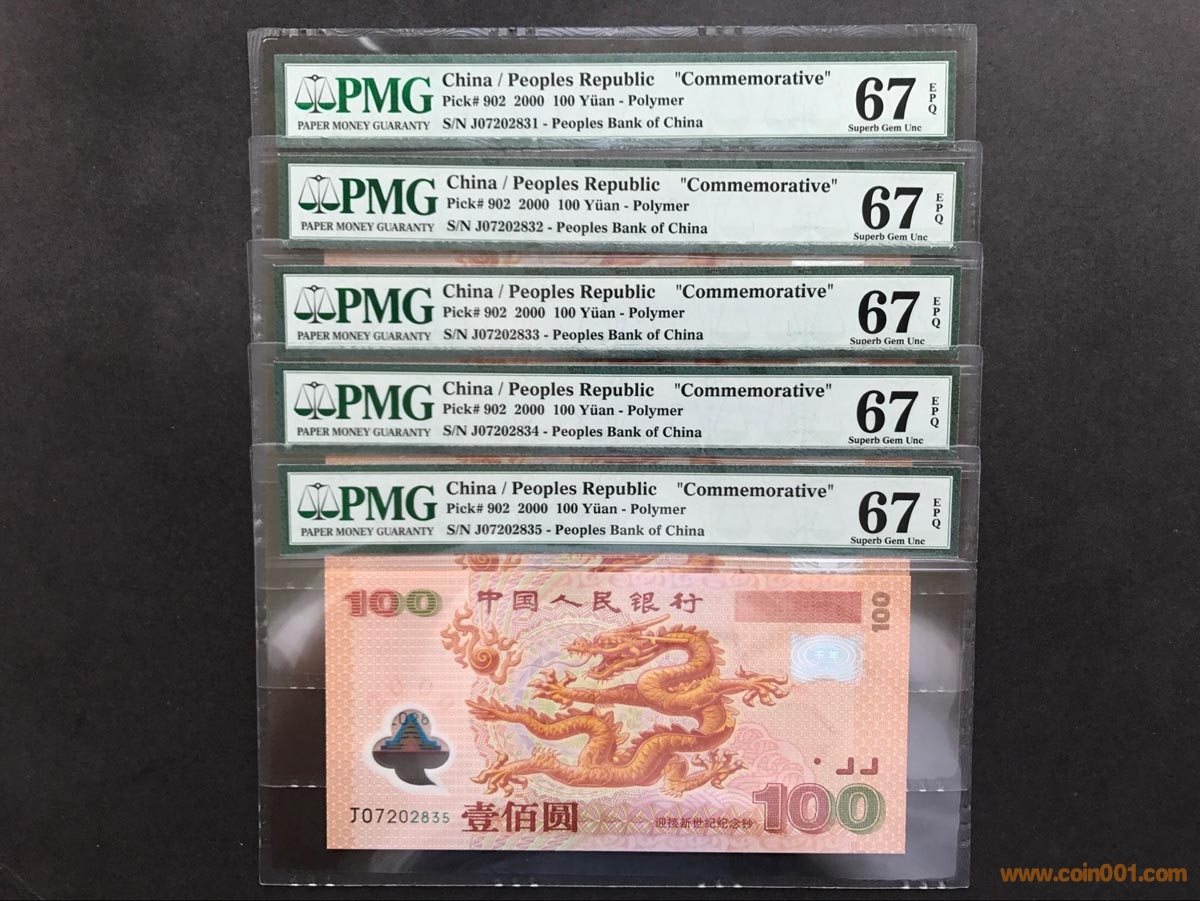 PMG
PAPER MONEY GUARANTY
China / Peoples Republic "Commemorative"
Pick# 902 2000 100 Yüan - Polymer
S/N J07202831 - Peoples Bank of China
67
EPQ
Superb Gem Unc
PMG
PAPER MONEY GUARANTY
China / Peoples Republic "Commemorative"
Pick# 902 2000 100 Yüan - Polymer
S/N J07202832 - Peoples Bank of China
67
EPQ
Superb Gem Unc
PMG
PAPER MONEY GUARANTY
China / Peoples Republic "Commemorative"
Pick# 902 2000 100 Yüan - Polymer
S/N J07202833 - Peoples Bank of China
67
EPQ
Superb Gem Unc
PMG
PAPER MONEY GUARANTY
China / Peoples Republic "Commemorative"
Pick# 902 2000 100 Yüan - Polymer
S/N J07202834 - Peoples Bank of China
67
EPQ
Superb Gem Unc
PMG
PAPER MONEY GUARANTY
China / Peoples Republic "Commemorative"
Pick# 902 2000 100 Yüan - Polymer
S/N J07202835 - Peoples Bank of China
67
EPQ
Superb Gem Unc
100 中国人民银行 100
千年
J07202835 壹佰圆 迎接新世纪纪念钞 100
www.coin001.com